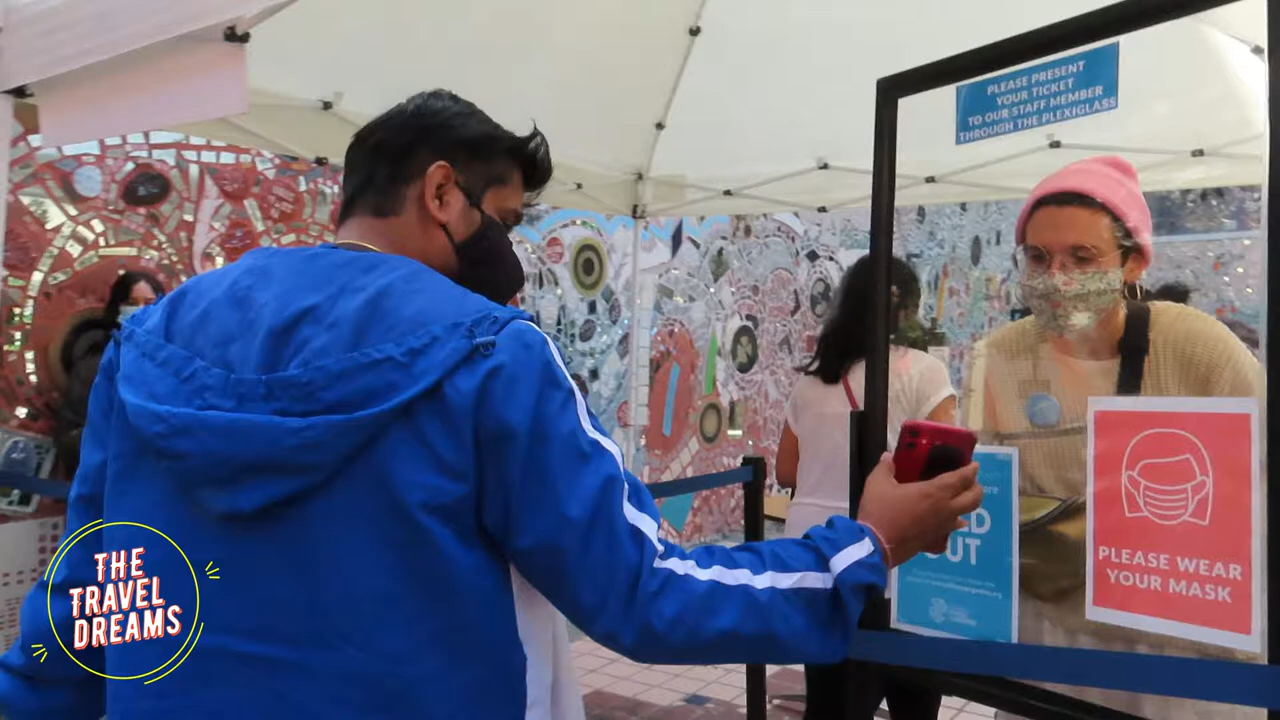 PLEASE PRESENT
YOUR TICKET
TO OUR STAFF MEMBER
THROUGH THE PLEXIGLASS
PLEASE WEAR
YOUR MASK
OUT
THE
TRAVEL
DREAMS